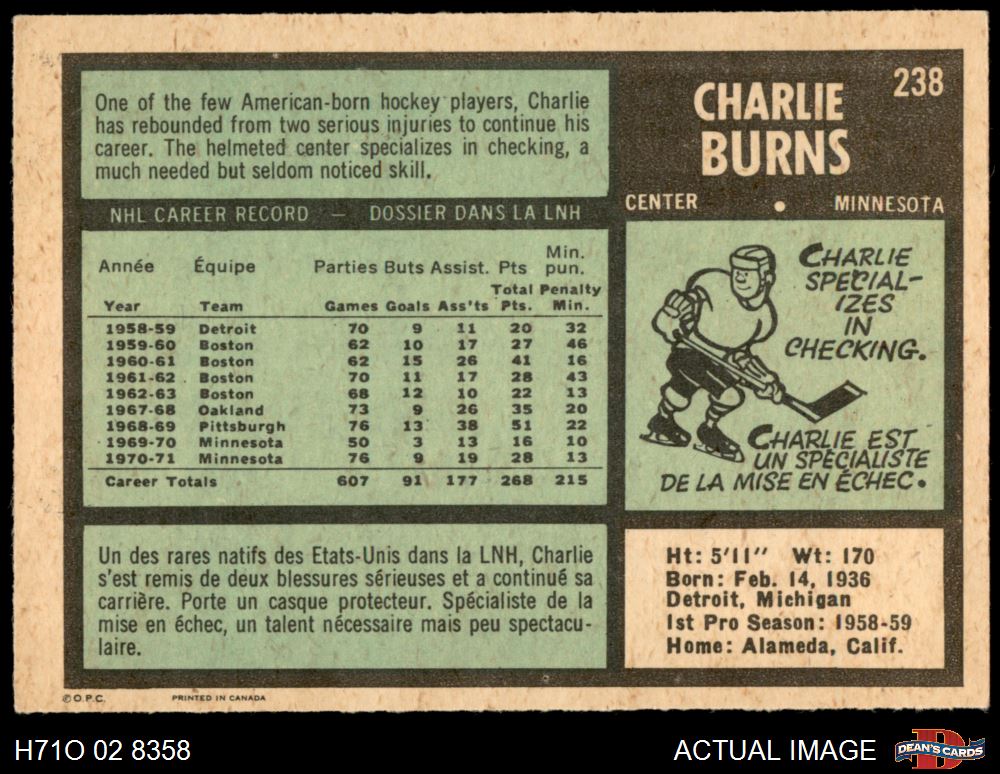 One of the few American-born hockey players, Charlie
has rebounded from two serious injuries to continue his
career. The helmeted center specializes in checking, a
much needed but seldom noticed skill.
238
CHARLIE
BURNS
CENTER • MINNESOTA
NHL CAREER RECORD — DOSSIER DANS LA LNH
Année Équipe Parties Buts Assist. Pts Min. pun.
Year Team Games Goals Ass'ts Total Pts. Penalty Min.
1958-59 Detroit 70 9 11 20 32
1959-60 Boston 62 10 17 27 46
1960-61 Boston 62 15 26 41 16
1961-62 Boston 70 11 17 28 43
1962-63 Boston 68 12 10 22 13
1967-68 Oakland 73 9 26 35 20
1968-69 Pittsburgh 76 13 38 51 22
1969-70 Minnesota 50 3 13 16 10
1970-71 Minnesota 76 9 19 28 13
Career Totals 607 91 177 268 215
CHARLIE
SPECIAL-
IZES
IN
CHECKING.
CHARLIE EST
UN SPÉCIALISTE
DE LA MISE EN ÉCHEC.
Un des rares natifs des Etats-Unis dans la LNH, Charlie
s'est remis de deux blessures sérieuses et a continué sa
carrière. Porte un casque protecteur. Spécialiste de la
mise en échec, un talent nécessaire mais peu spectacu-
laire.
Ht: 5'11" Wt: 170
Born: Feb. 14, 1936
Detroit, Michigan
1st Pro Season: 1958-59
Home: Alameda, Calif.
© O.P.C. PRINTED IN CANADA
H71O 02 8358
ACTUAL IMAGE
DEAN'S CARDS